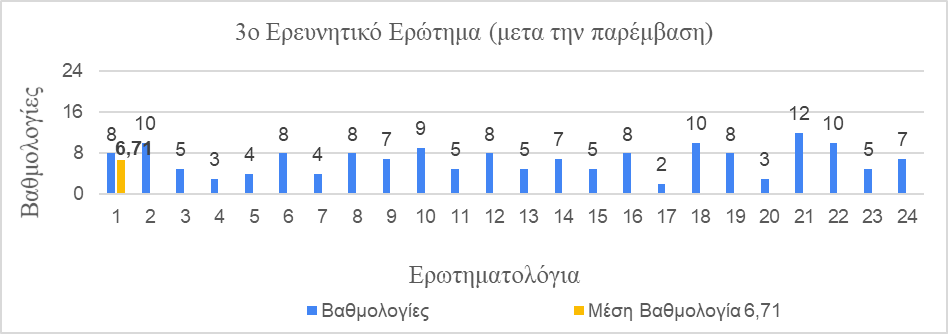 3ο Ερευνητικό Ερώτημα (μετα την παρέμβαση)
Βαθμολογίες
24
16
8
0
8 6,71 10 5 3 4 8 4 8 7 9 5 8 5 7 5 8 2 10 8 3 12 10 5 7
1 2 3 4 5 6 7 8 9 10 11 12 13 14 15 16 17 18 19 20 21 22 23 24
Ερωτηματολόγια
Βαθμολογίες Μέση Βαθμολογία 6,71